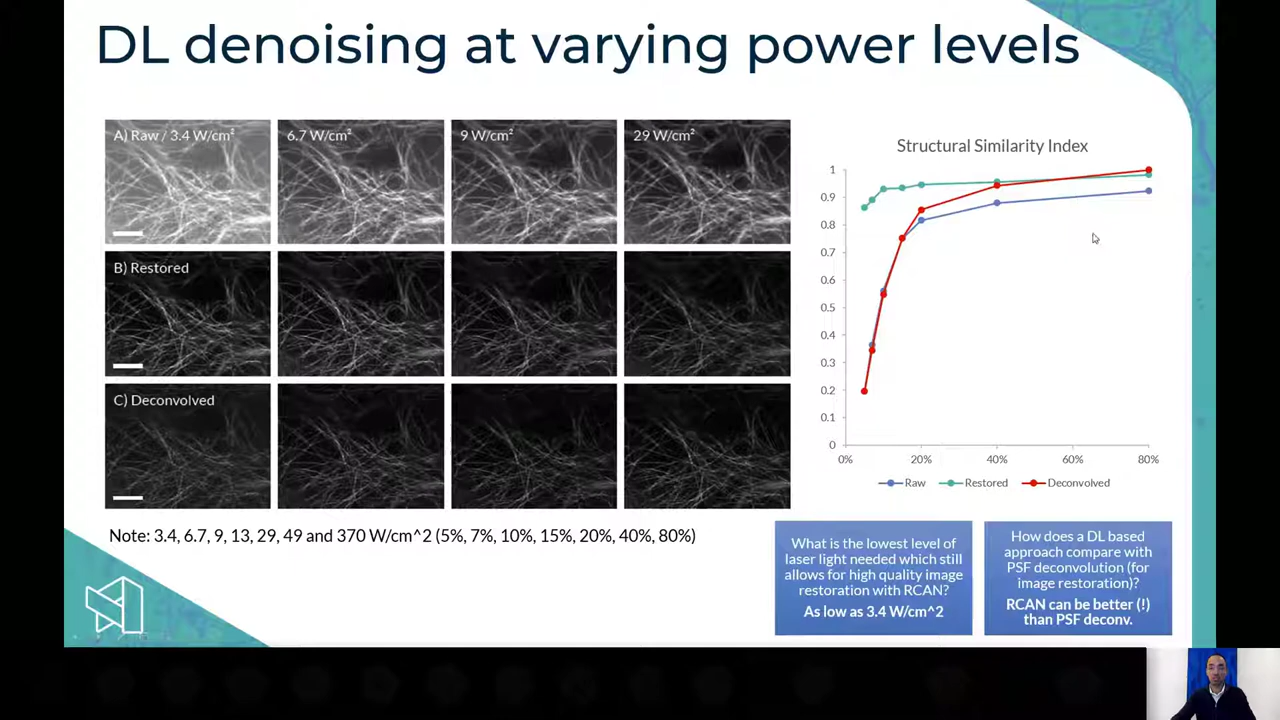 DL denoising at varying power levels
A) Raw / 3.4 W/cm²
6.7 W/cm²
9 W/cm²
29 W/cm²
B) Restored
C) Deconvolved
Structural Similarity Index
1
0.9
0.8
0.7
0.6
0.5
0.4
0.3
0.2
0.1
0
0%
20%
40%
60%
80%
Raw
Restored
Deconvolved
Note: 3.4, 6.7, 9, 13, 29, 49 and 370 W/cm^2 (5%, 7%, 10%, 15%, 20%, 40%, 80%)
What is the lowest level of
laser light needed which still
allows for high quality image
restoration with RCAN?
As low as 3.4 W/cm^2
How does a DL based
approach compare with
PSF deconvolution (for
image restoration)?
RCAN can be better (!)
than PSF deconv.